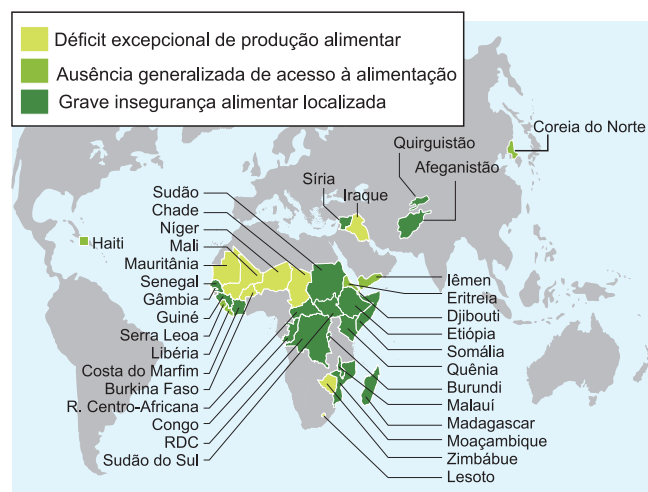 Déficit excepcional de produção alimentar
Ausência generalizada de acesso à alimentação
Grave insegurança alimentar localizada
Coreia do Norte
Quirguistão
Afeganistão
Síria
Iraque
Sudão
Chade
Níger
Mali
Mauritânia
Senegal
Gâmbia
Guiné
Serra Leoa
Libéria
Costa do Marfim
Burkina Faso
R. Centro-Africana
Congo
RDC
Sudão do Sul
Haiti
Iêmen
Eritreia
Djibouti
Etiópia
Somália
Quênia
Burundi
Malauí
Madagascar
Moaçambique
Zimbábue
Lesoto